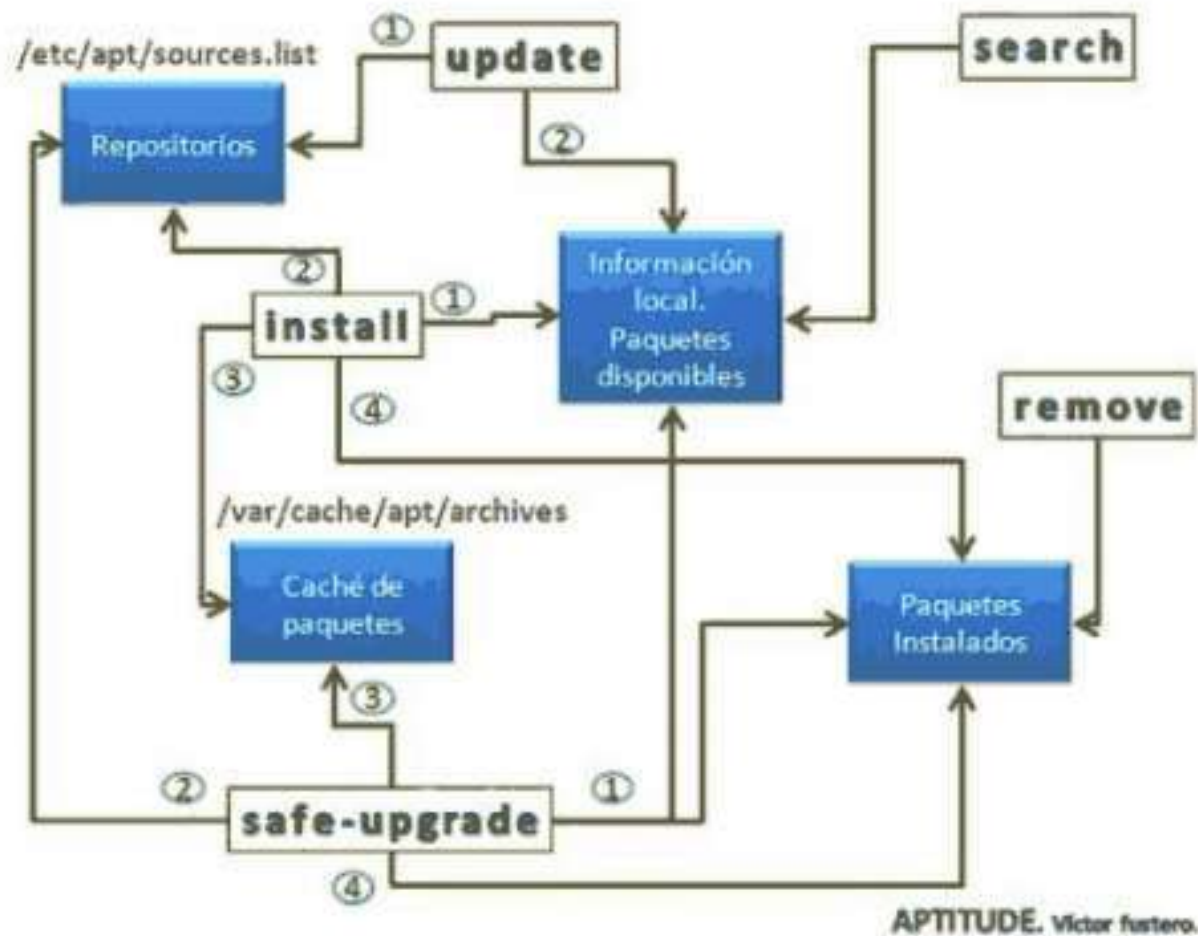 ①
update
search
/etc/apt/sources.list
Repositorios
②
②
install
①
Información
local.
Paquetes
disponibles
③
④
remove
/var/cache/apt/archives
Caché de
paquetes
Paquetes
Instalados
③
②
safe-upgrade
①
④
APTITUDE. Victor fustero.